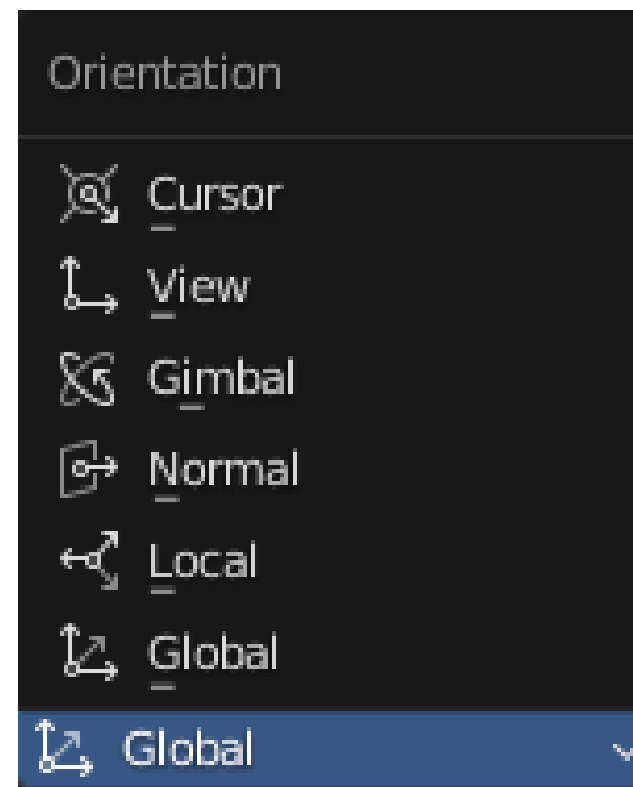 Orientation
Cursor
View
Gimbal
Normal
Local
Global
Global